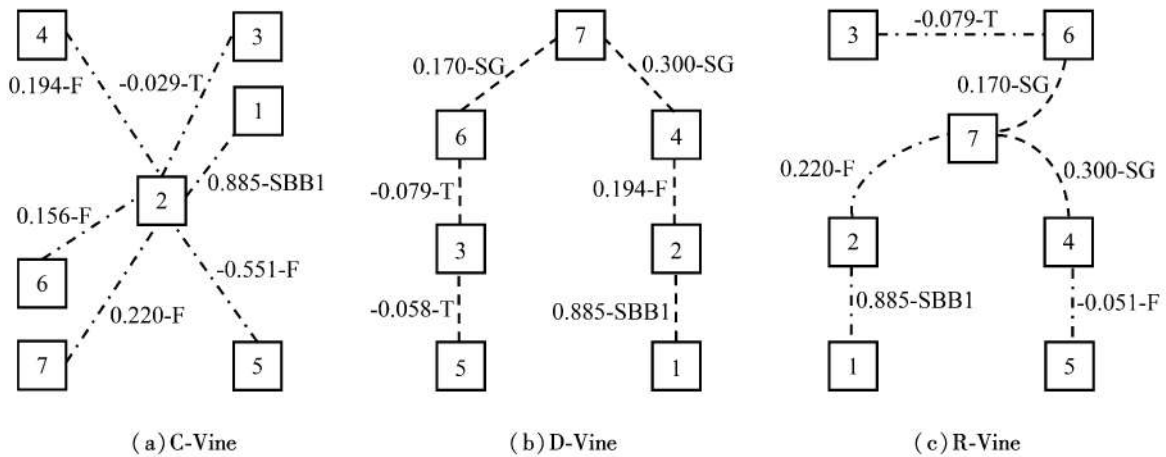 4
3
0.194-F
-0.029-T
1
2
0.885-SBB1
0.156-F
6
-0.551-F
0.220-F
7
5
(a)C-Vine
7
0.170-SG
0.300-SG
6
4
-0.079-T
0.194-F
3
2
-0.058-T
0.885-SBB1
5
1
(b)D-Vine
-0.079-T
3
6
0.170-SG
7
0.220-F
0.300-SG
2
4
0.885-SBB1
-0.051-F
1
5
(c)R-Vine